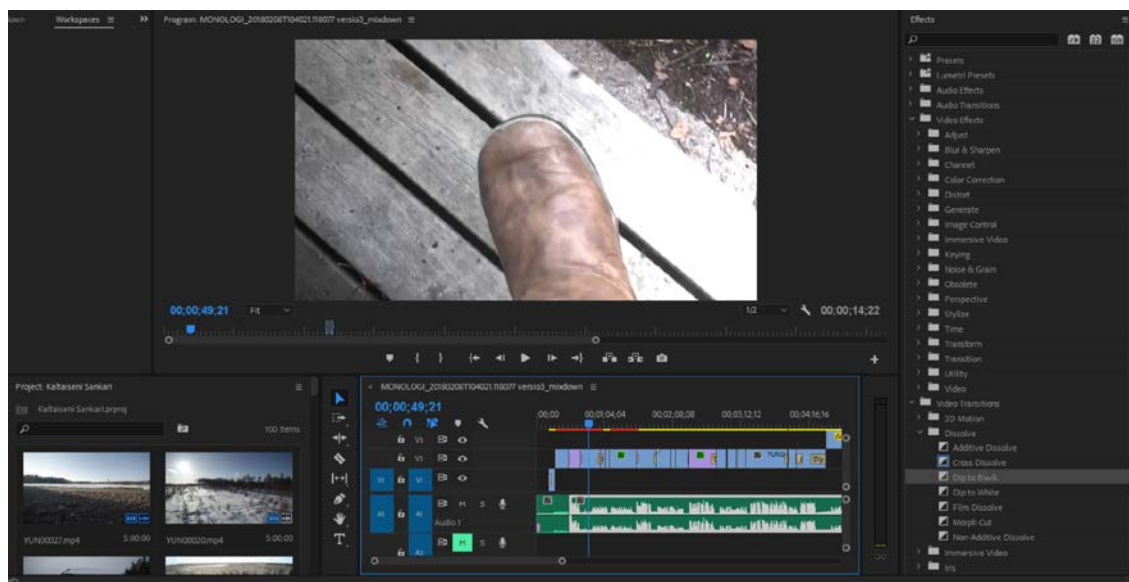 Workspaces
Program: MONOLOGI_20180208T104021.118077 versio3_mixdown
00;00;49;21
Fit
1/2
00;00;14;22
Project: Kaltaiseni Sankari
Kaltaiseni Sankari.prproj
100 Items
YUN00027.mp4 5:00:00
YUN00020.mp4 5:00:00
MONOLOGI_20180208T104021.118077 versio3_mixdown
00;00;49;21
;00;00 00;01;04;04 00;02;08;08 00;03;12;12 00;04;16;16
V3
V2
V1 V1
A1 A1 M S
Audio 1
M S
Effects
Presets
Lumetri Presets
Audio Effects
Audio Transitions
Video Effects
Adjust
Blur & Sharpen
Channel
Color Correction
Distort
Generate
Image Control
Immersive Video
Keying
Noise & Grain
Obsolete
Perspective
Stylize
Time
Transform
Transition
Utility
Video
Video Transitions
3D Motion
Dissolve
Additive Dissolve
Cross Dissolve
Dip to Black
Dip to White
Film Dissolve
Morph Cut
Non-Additive Dissolve
Immersive Video
Iris